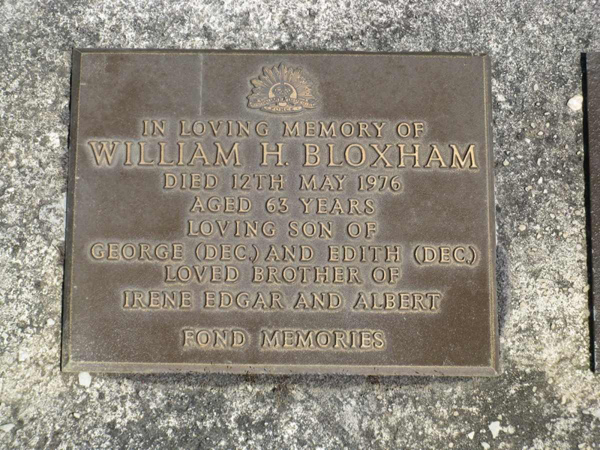 IN LOVING MEMORY OF
WILLIAM H. BLOXHAM
DIED 12TH MAY 1976
AGED 63 YEARS
LOVING SON OF
GEORGE (DEC.) AND EDITH (DEC.)
LOVED BROTHER OF
IRENE EDGAR AND ALBERT
FOND MEMORIES